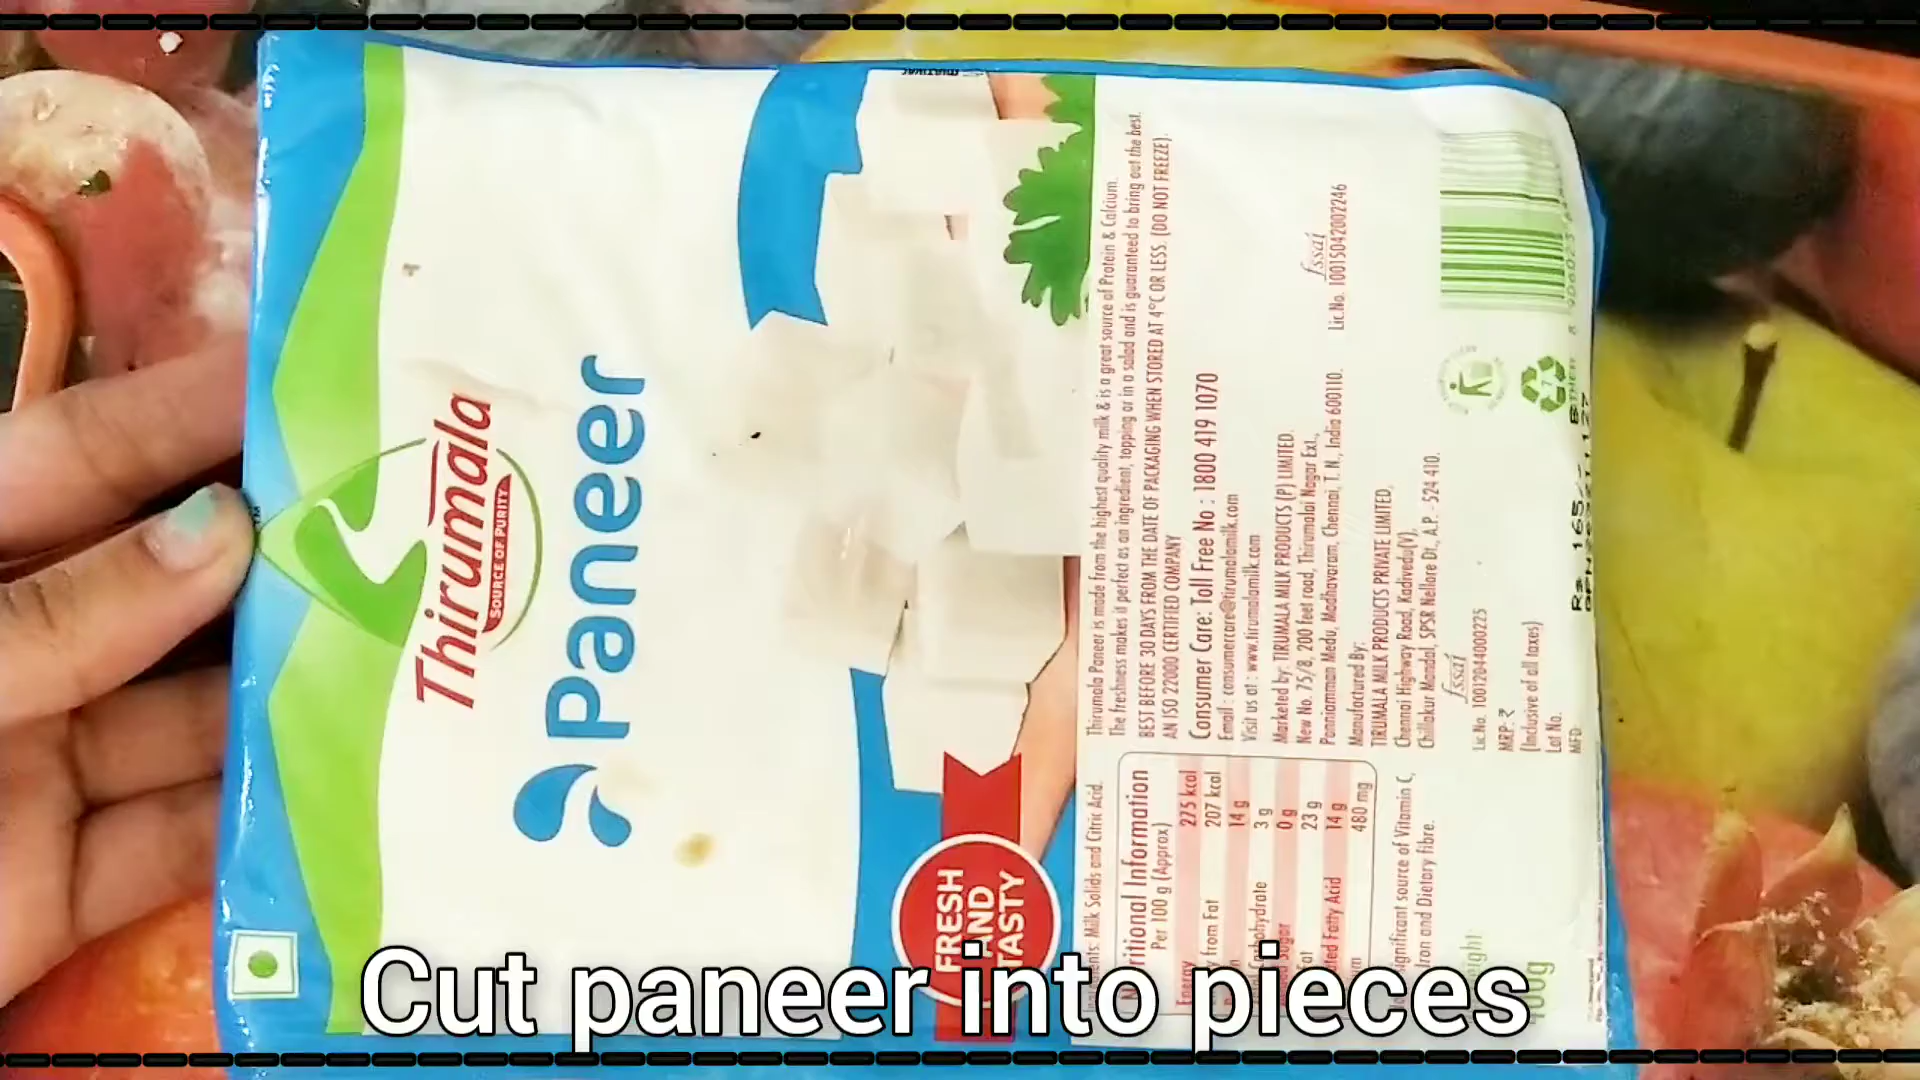 Thirumala
SOURCE OF PURITY
Paneer
FRESH
AND
TASTY
Milk Solids and Citric Acid.
Per 100 g (Approx)
Energy 275 kcal
from Fat 207 kcal
14 g
3 g
0 g
23 g
Fatty Acid 14 g
480 mg
significant source of Vitamin C,
Iron and Dietary fibre.
Thirumala Paneer is made from the highest quality milk & is a great source of Protein & Calcium.
The freshness makes it perfect as an ingredient, topping or in a salad and is guaranteed to bring out the best.
BEST BEFORE 30 DAYS FROM THE DATE OF PACKAGING WHEN STORED AT 4°C OR LESS. (DO NOT FREEZE).
AN ISO 22000 CERTIFIED COMPANY
Consumer Care: Toll Free No : 1800 419 1070
Email : consumercare@tirumalamilk.com
Visit us at : www.tirumalamilk.com
Marketed by: TIRUMALA MILK PRODUCTS (P) LIMITED.
New No. 75/8, 200 feet road, Thirumalai Nagar Ext.,
Ponniamman Medu, Madhavaram, Chennai, T. N., India 600110.
fssai
Lic.No. 10015042002246
Manufactured By:
TIRUMALA MILK PRODUCTS PRIVATE LIMITED,
Chennai Highway Road, Kadivedu(V),
Chillakur Mandal, SPSR Nellore Dt., A.P. - 524 410.
fssai
Lic.No. 10012044000225
MRP: ₹
(Inclusive of all taxes)
Lot No.
MFD
Rs 165/-
Cut paneer into pieces